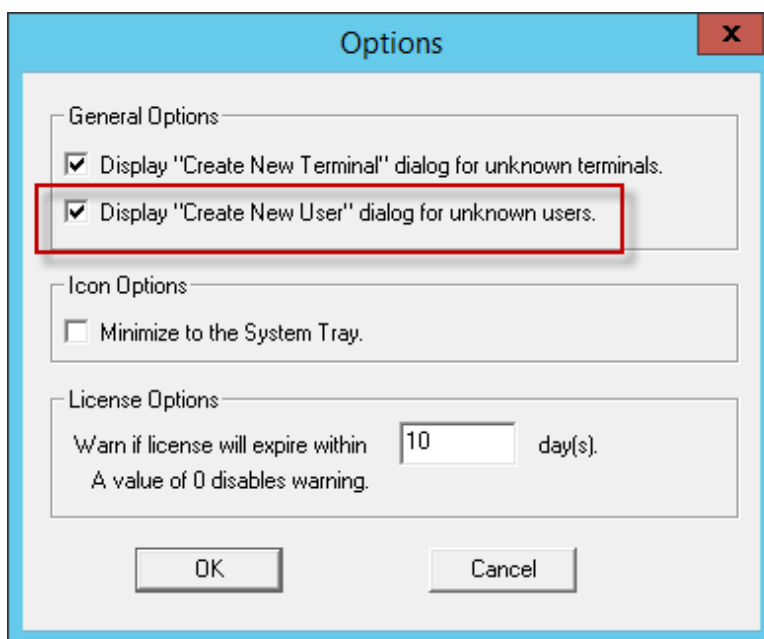 Options
x
General Options
Display "Create New Terminal" dialog for unknown terminals.
Display "Create New User" dialog for unknown users.
Icon Options
Minimize to the System Tray.
License Options
Warn if license will expire within 10 day(s).
A value of 0 disables warning.
OK Cancel